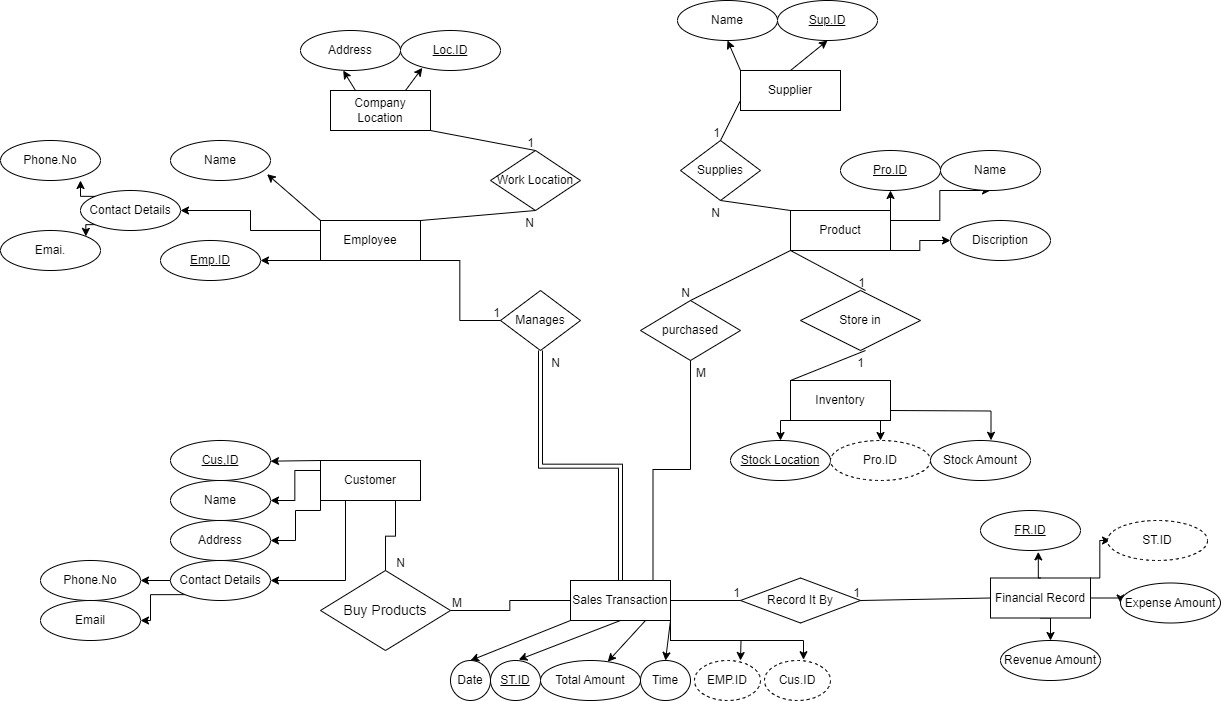 Name
Sup.ID
Address
Loc.ID
Supplier
Company
Location
1
1
Phone.No
Name
Work Location
Supplies
Pro.ID
Name
Contact Details
N
N
Employee
Product
Discription
Emai.
Emp.ID
1
N
1
Manages
purchased
Store in
N
M
1
Inventory
Cus.ID
Customer
Stock Location
Pro.ID
Stock Amount
Name
Address
FR.ID
ST.ID
N
Phone.No
Contact Details
M
1
1
Buy Products
Sales Transaction
Record It By
Financial Record
Expense Amount
Email
Revenue Amount
Date
ST.ID
Total Amount
Time
EMP.ID
Cus.ID